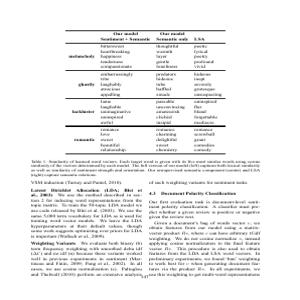 Our model Our model
Sentiment + Semantic Semantic only LSA
bittersweet thoughtful poetic
heartbreaking warmth lyrical
melancholy happiness layer poetry
tenderness gentle profound
compassionate loneliness vivid
embarrassingly predators hideous
trite hideous inept
ghastly laughably tube severely
atrocious baffled grotesque
appalling smack unsuspecting
lame passable uninspired
laughable unconvincing flat
lackluster unimaginative amateurish bland
uninspired clichéd forgettable
awful insipid mediocre
romance romance romance
love charming screwball
romantic sweet delightful grant
beautiful sweet comedies
relationship chemistry comedy
Table 1: Similarity of learned word vectors. Each target word is given with its five most similar words using cosine
similarity of the vectors determined by each model. The full version of our model (left) captures both lexical similarity
as well as similarity of sentiment strength and orientation. Our unsupervised semantic component (center) and LSA
(right) capture semantic relations.
VSM induction (Turney and Pantel, 2010).
Latent Dirichlet Allocation (LDA; Blei et
al., 2003) We use the method described in sec-
tion 2 for inducing word representations from the
topic matrix. To train the 50-topic LDA model we
use code released by Blei et al. (2003). We use the
same 5,000 term vocabulary for LDA as is used for
training word vector models. We leave the LDA
hyperparameters at their default values, though
some work suggests optimizing over priors for LDA
is important (Wallach et al., 2009).
Weighting Variants We evaluate both binary (b)
term frequency weighting with smoothed delta idf
(Δt') and no idf (n) because these variants worked
well in previous experiments in sentiment (Mar-
tineau and Finin, 2009; Pang et al., 2002). In all
cases, we use cosine normalization (c). Paltoglou
and Thelwall (2010) perform an extensive analysis
of such weighting variants for sentiment tasks.
4.3 Document Polarity Classification
Our first evaluation task is document-level senti-
ment polarity classification. A classifier must pre-
dict whether a given review is positive or negative
given the review text.
Given a document's bag of words vector v, we
obtain features from our model using a matrix-
vector product Rv, where v can have arbitrary tf.idf
weighting. We do not cosine normalize v, instead
applying cosine normalization to the final feature
vector Rv. This procedure is also used to obtain
features from the LDA and LSA word vectors. In
preliminary experiments, we found 'bnn' weighting
to work best for v when generating document fea-
tures via the product Rv. In all experiments, we
use this weighting to get multi-word representations